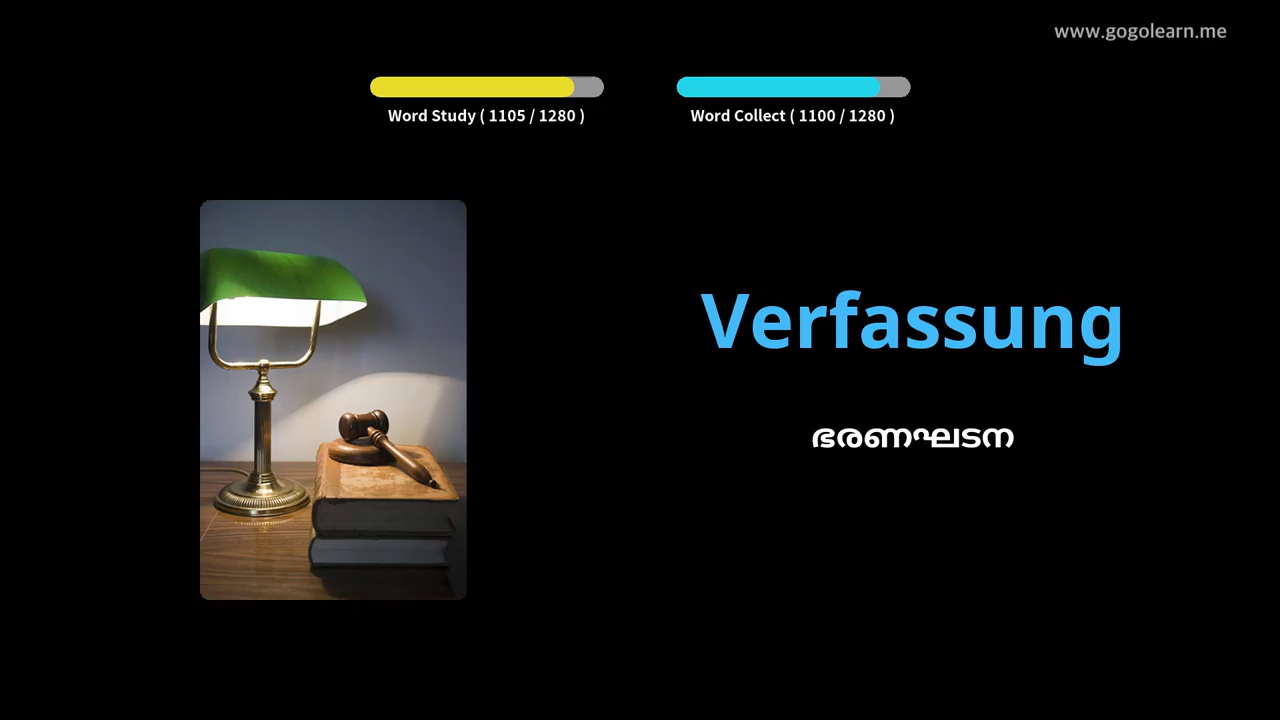 www.gogolearn.me
Word Study ( 1105 / 1280 )
Word Collect ( 1100 / 1280 )
Verfassung
ഭരണഘടന